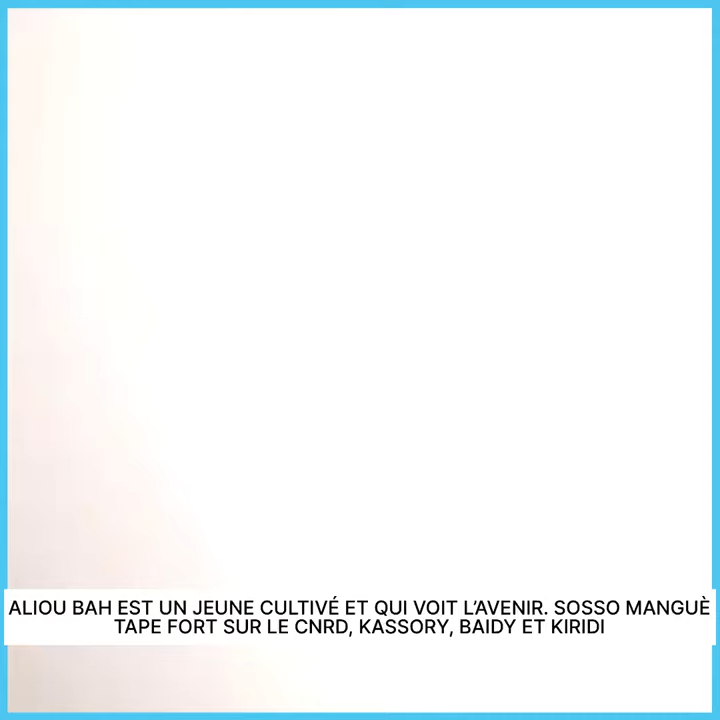 ALIOU BAH EST UN JEUNE CULTIVÉ ET QUI VOIT L’AVENIR. SOSSO MANGUÈ
TAPE FORT SUR LE CNRD, KASSORY, BAIDY ET KIRIDI